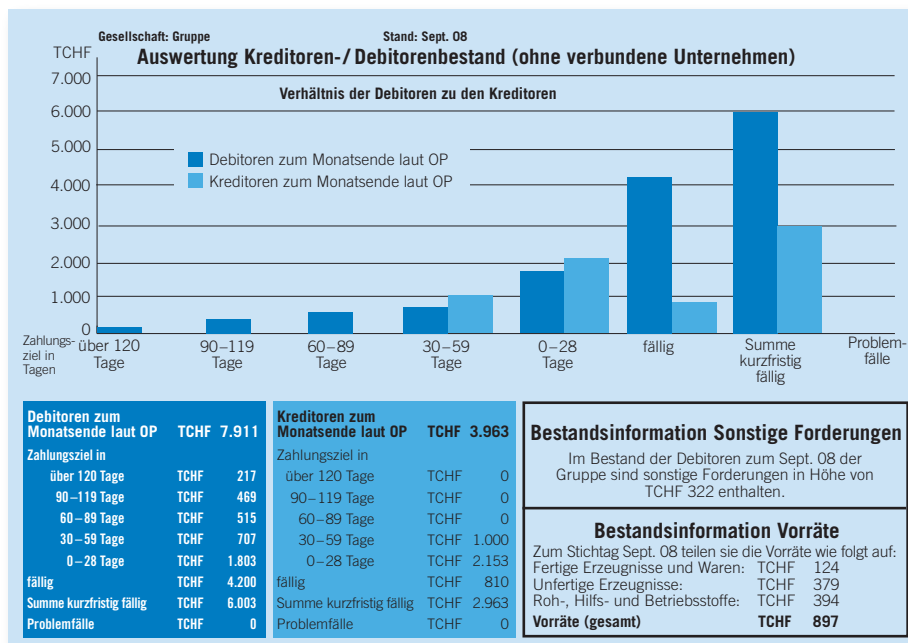 Gesellschaft: Gruppe Stand: Sept. 08
TCHF Auswertung Kreditoren-/ Debitorenbestand (ohne verbundene Unternehmen)
7.000
Verhältnis der Debitoren zu den Kreditoren
6.000
5.000
Debitoren zum Monatsende laut OP
4.000
Kreditoren zum Monatsende laut OP
3.000
2.000
1.000
0
Zahlungs-
ziel in
Tagen
über 120
Tage
90–119
Tage
60–89
Tage
30–59
Tage
0–28
Tage
fällig
Summe
kurzfristig
fällig
Problem-
fälle
Debitoren zum
Monatsende laut OP TCHF 7.911
Zahlungsziel in
über 120 Tage TCHF 217
90–119 Tage TCHF 469
60–89 Tage TCHF 515
30–59 Tage TCHF 707
0–28 Tage TCHF 1.803
fällig TCHF 4.200
Summe kurzfristig fällig TCHF 6.003
Problemfälle TCHF 0
Kreditoren zum
Monatsende laut OP TCHF 3.963
Zahlungsziel in
über 120 Tage TCHF 0
90–119 Tage TCHF 0
60–89 Tage TCHF 0
30–59 Tage TCHF 1.000
0–28 Tage TCHF 2.153
fällig TCHF 810
Summe kurzfristig fällig TCHF 2.963
Problemfälle TCHF 0
Bestandsinformation Sonstige Forderungen
Im Bestand der Debitoren zum Sept. 08 der
Gruppe sind sonstige Forderungen in Höhe von
TCHF 322 enthalten.
Bestandsinformation Vorräte
Zum Stichtag Sept. 08 teilen sie die Vorräte wie folgt auf:
Fertige Erzeugnisse und Waren: TCHF 124
Unfertige Erzeugnisse: TCHF 379
Roh-, Hilfs- und Betriebsstoffe: TCHF 394
Vorräte (gesamt) TCHF 897